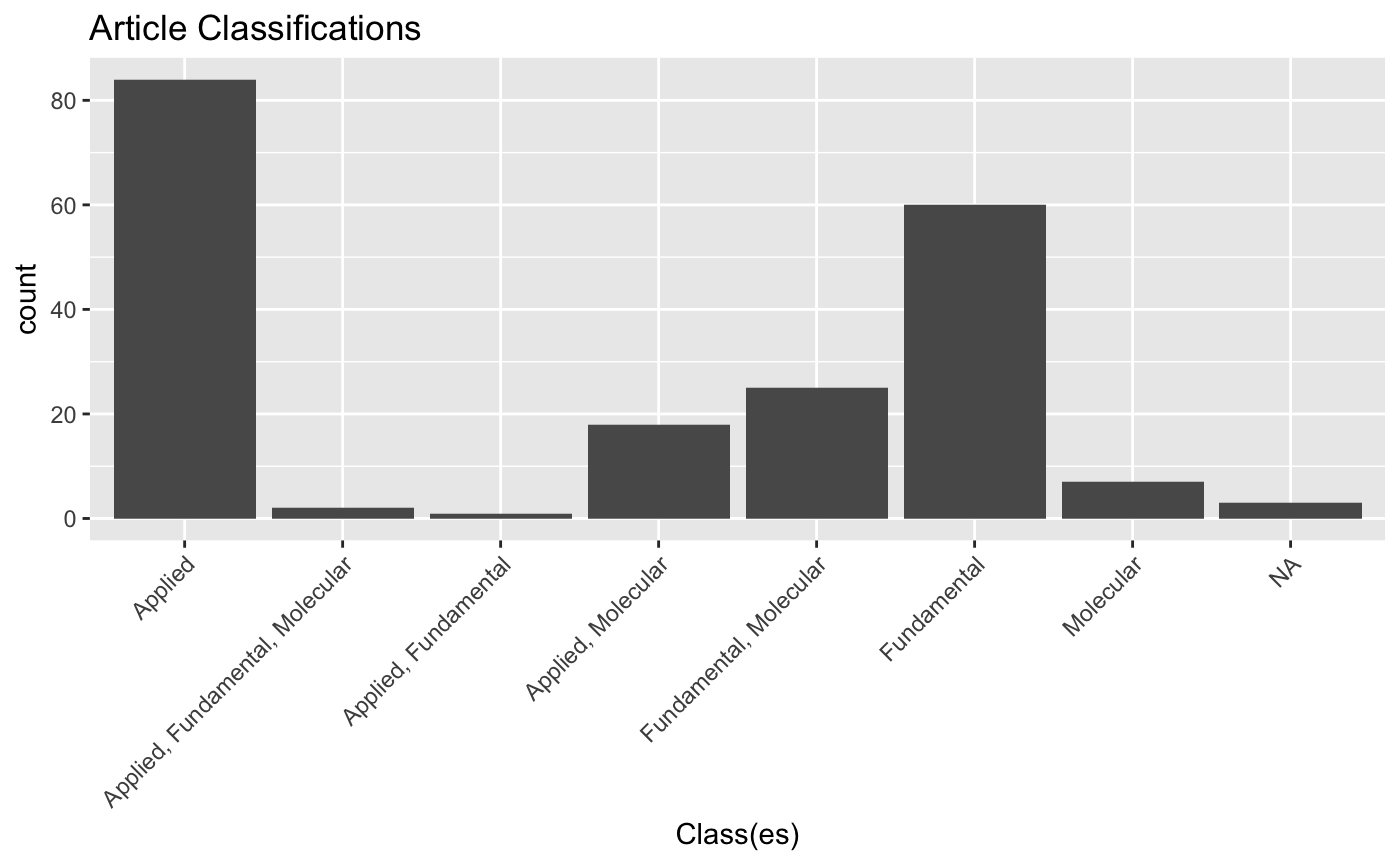 Article Classifications
80
60
40
20
0
count
Applied
Applied, Fundamental, Molecular
Applied, Fundamental
Applied, Molecular
Fundamental, Molecular
Fundamental
Molecular
NA
Class(es)